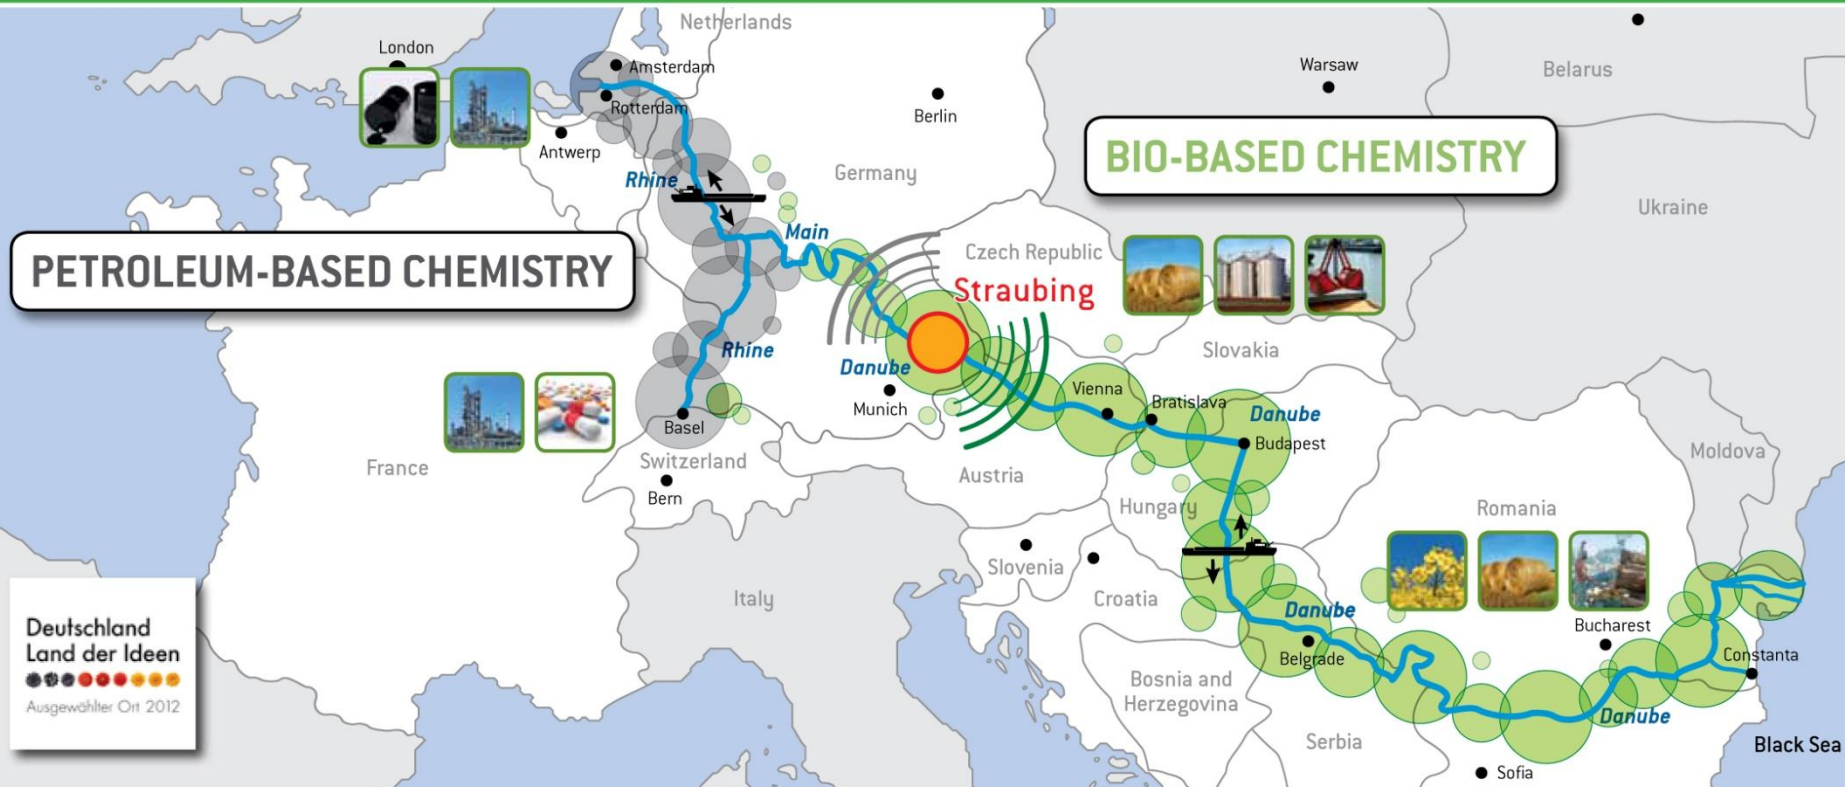 Netherlands
London
Amsterdam
Rotterdam
Antwerp
Berlin
Warsaw
Belarus
Germany
BIO-BASED CHEMISTRY
Rhine
Ukraine
Main
PETROLEUM-BASED CHEMISTRY
Czech Republic
Straubing
Rhine
Danube
Slovakia
Munich
Vienna
Bratislava
Danube
Budapest
Basel
Switzerland
France
Bern
Austria
Hungary
Moldova
Romania
Slovenia
Croatia
Italy
Danube
Belgrade
Bucharest
Constanta
Bosnia and
Herzegovina
Serbia
Danube
Black Sea
Sofia
Deutschland
Land der Ideen
Ausgewählter Ort 2012